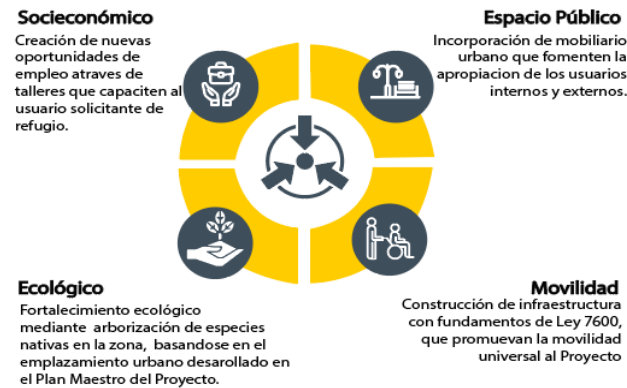 Socieconómico
Creación de nuevas
oportunidades de
empleo atraves de
talleres que capaciten al
usuario solicitante de
refugio.
Espacio Público
Incorporación de mobiliario
urbano que fomenten la
apropiacion de los usuarios
internos y externos.
Ecológico
Fortalecimiento ecológico
mediante arborización de especies
nativas en la zona, basandose en el
emplazamiento urbano desarollado en
el Plan Maestro del Proyecto.
Movilidad
Construcción de infraestructura
con fundamentos de Ley 7600,
que promuevan la movilidad
universal al Proyecto